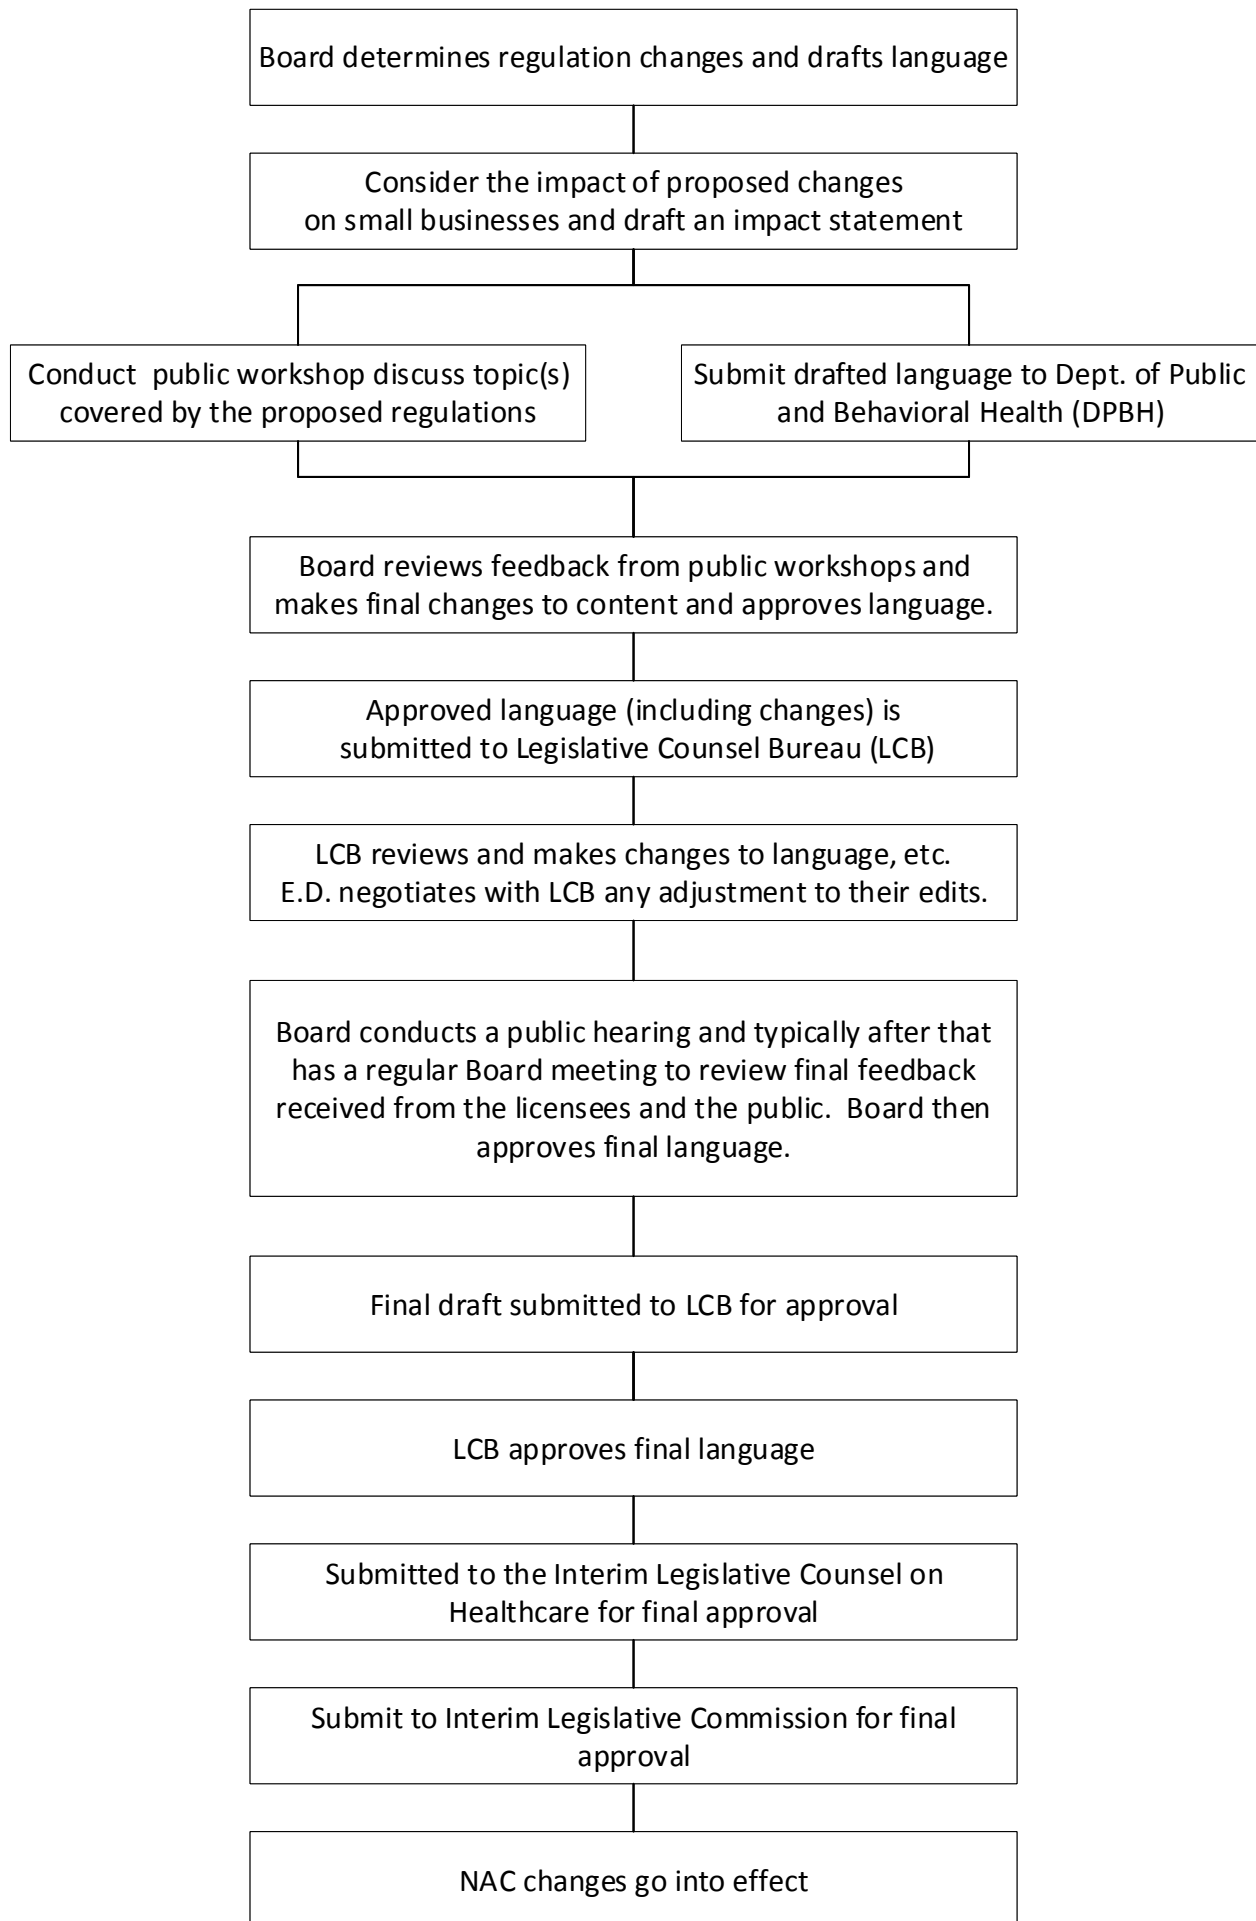 Board determines regulation changes and drafts language
Consider the impact of proposed changes
on small businesses and draft an impact statement
Conduct  public workshop discuss topic(s)
covered by the proposed regulations
Submit drafted language to Dept. of Public
and Behavioral Health (DPBH)
Board reviews feedback from public workshops and
makes final changes to content and approves language.
Approved language (including changes) is
submitted to Legislative Counsel Bureau (LCB)
LCB reviews and makes changes to language, etc.
E.D. negotiates with LCB any adjustment to their edits.
Board conducts a public hearing and typically after that
has a regular Board meeting to review final feedback
received from the licensees and the public.  Board then
approves final language.
Final draft submitted to LCB for approval
LCB approves final language
Submitted to the Interim Legislative Counsel on
Healthcare for final approval
Submit to Interim Legislative Commission for final
approval
NAC changes go into effect